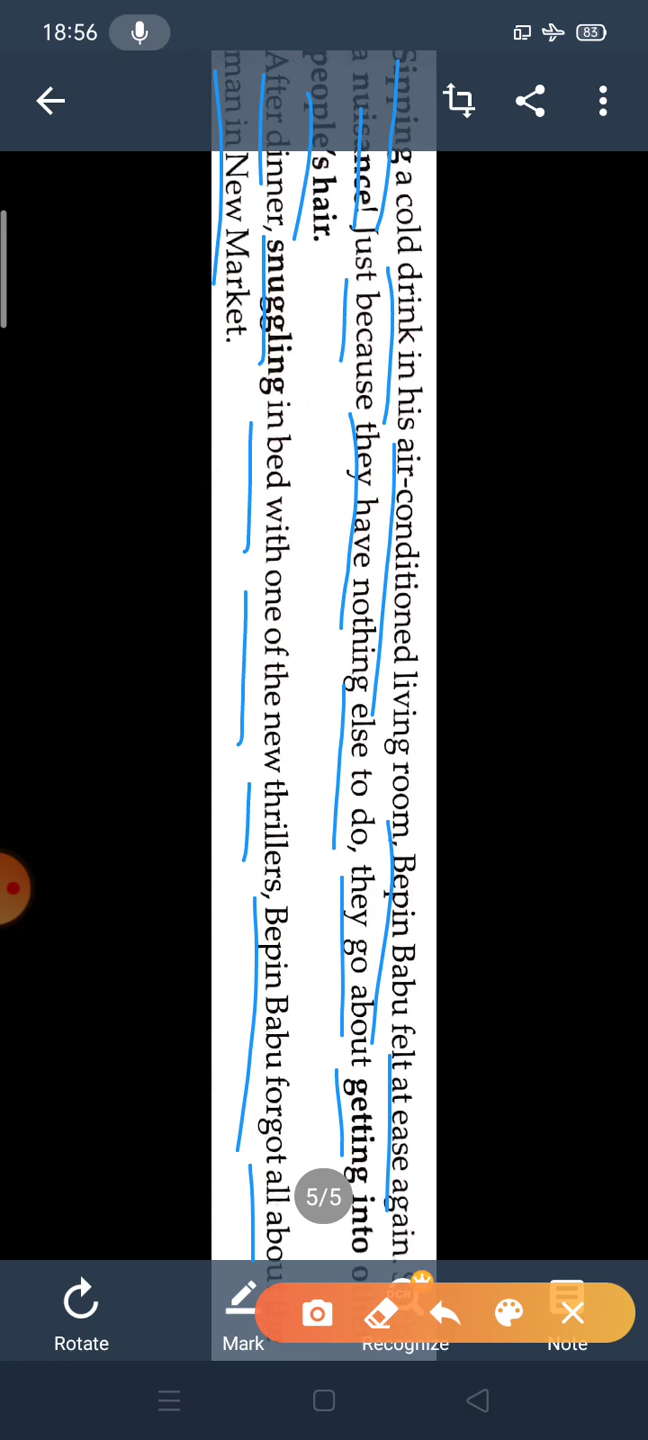 18:56
83
Sipping a cold drink in his air-conditioned living room, Bepin Babu felt at ease again.
a nuisance! Just because they have nothing else to do, they go about getting into
people's hair.
After dinner, snuggling in bed with one of the new thrillers, Bepin Babu forgot all about
man in New Market.
5/5
Rotate
Mark
OCR
Recognize
Note